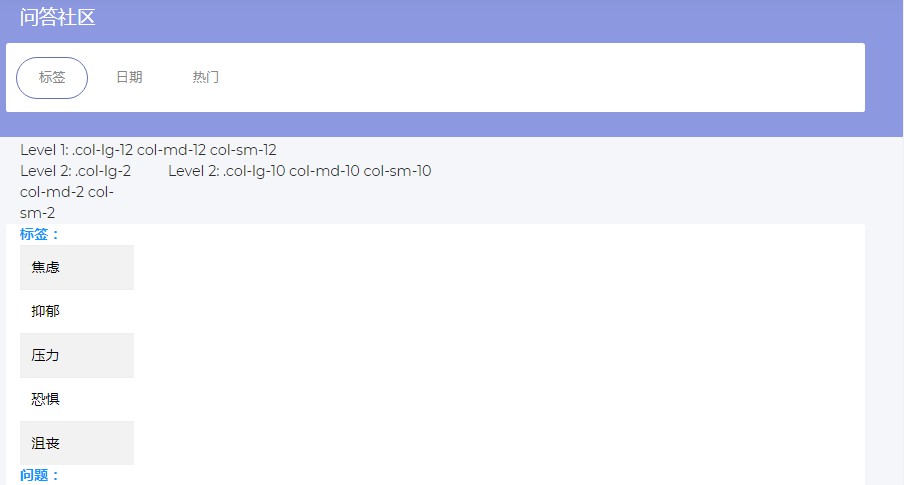 问答社区
标签 日期 热门
Level 1: .col-lg-12 col-md-12 col-sm-12
Level 2: .col-lg-2
col-md-2 col-
sm-2
Level 2: .col-lg-10 col-md-10 col-sm-10
标签：
焦虑
抑郁
压力
恐惧
沮丧
问题：